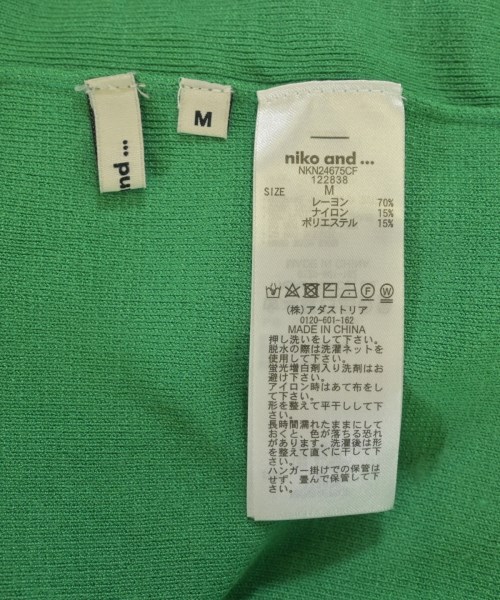 and...
M
niko and ...
NKN24675CF
122838
SIZE M
レーヨン 70%
ナイロン 15%
ポリエステル 15%
(株)アダストリア
0120-601-162
MADE IN CHINA
押し洗いをして下さい。
脱水の際は洗濯ネットを
使用して下さい。
蛍光増白剤入り洗剤はお
避け下さい。
アイロン時はあて布をし
て下さい。
形を整えて平干しして下
さい。
長時間濡れたままにして
おくと、色が落ちる恐れ
があります。洗濯後は形
を整えて直ぐに干して下
さい。
ハンガー掛けでの保管は
せず、畳んで保管して下
さい。